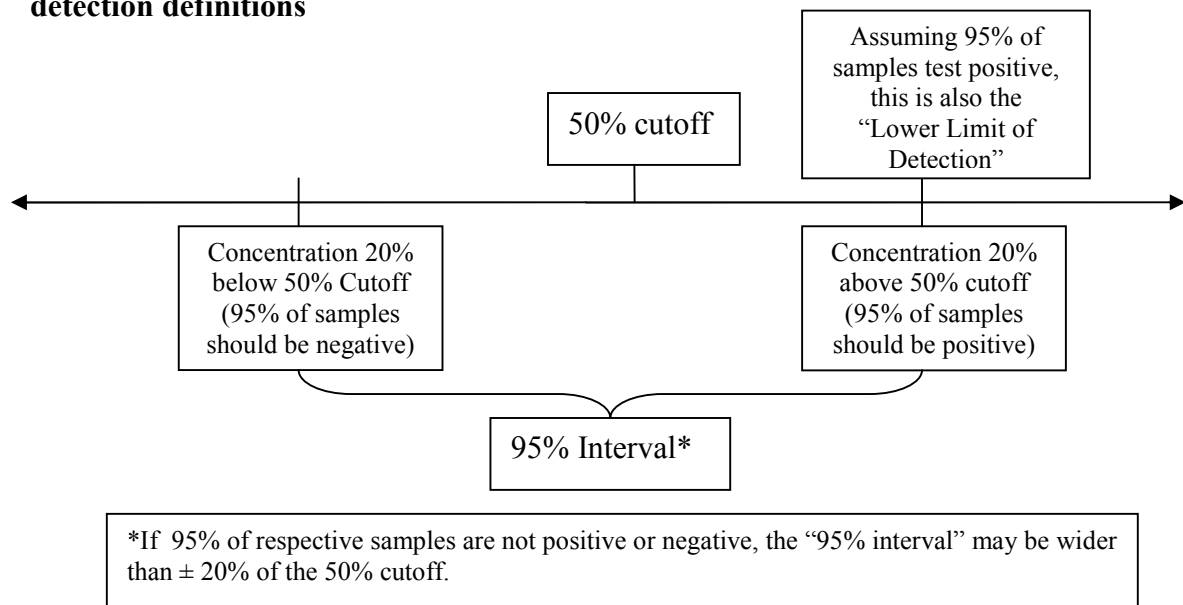 detection definitions
Assuming 95% of
samples test positive,
this is also the
“Lower Limit of
Detection”
50% cutoff
Concentration 20%
below 50% Cutoff
(95% of samples
should be negative)
Concentration 20%
above 50% cutoff
(95% of samples
should be positive)
95% Interval*
*If 95% of respective samples are not positive or negative, the “95% interval” may be wider
than ± 20% of the 50% cutoff.